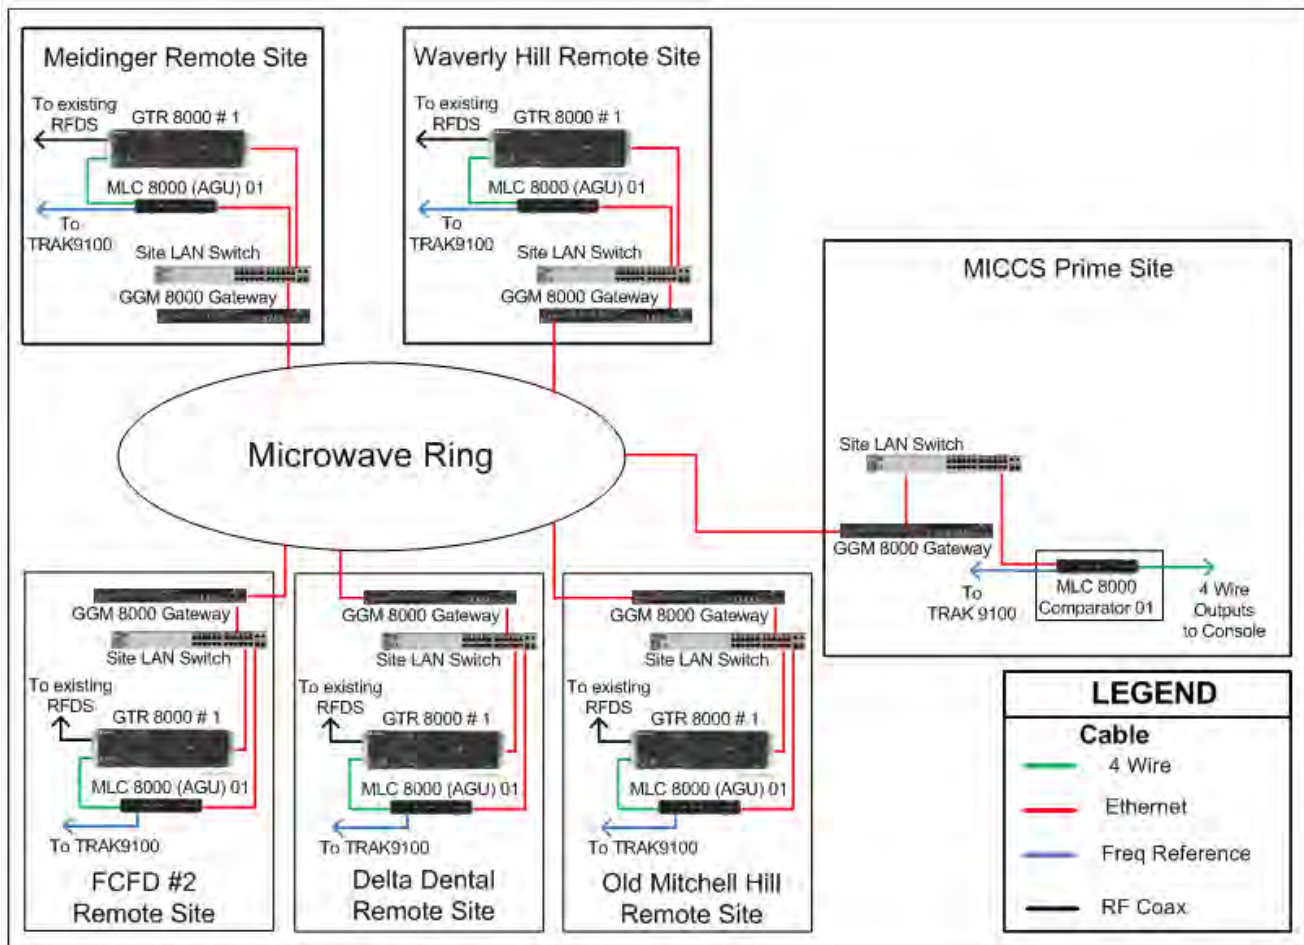 Meidinger Remote Site
To existing
RFDS
GTR 8000 # 1
MLC 8000 (AGU) 01
To
TRAK9100
Site LAN Switch
GGM 8000 Gateway
Waverly Hill Remote Site
To existing
RFDS
GTR 8000 # 1
MLC 8000 (AGU) 01
To
TRAK9100
Site LAN Switch
GGM 8000 Gateway
MICCS Prime Site
Site LAN Switch
GGM 8000 Gateway
To
TRAK 9100
MLC 8000
Comparator 01
4 Wire
Outputs
to Console
Microwave Ring
GGM 8000 Gateway
Site LAN Switch
To existing
RFDS
GTR 8000 # 1
MLC 8000 (AGU) 01
To TRAK9100
FCFD #2
Remote Site
GGM 8000 Gateway
Site LAN Switch
To existing
RFDS
GTR 8000 # 1
MLC 8000 (AGU) 01
To TRAK9100
Delta Dental
Remote Site
GGM 8000 Gateway
Site LAN Switch
To existing
RFDS
GTR 8000 # 1
MLC 8000 (AGU) 01
To TRAK9100
Old Mitchell Hill
Remote Site
LEGEND
Cable
4 Wire
Ethernet
Freq Reference
RF Coax